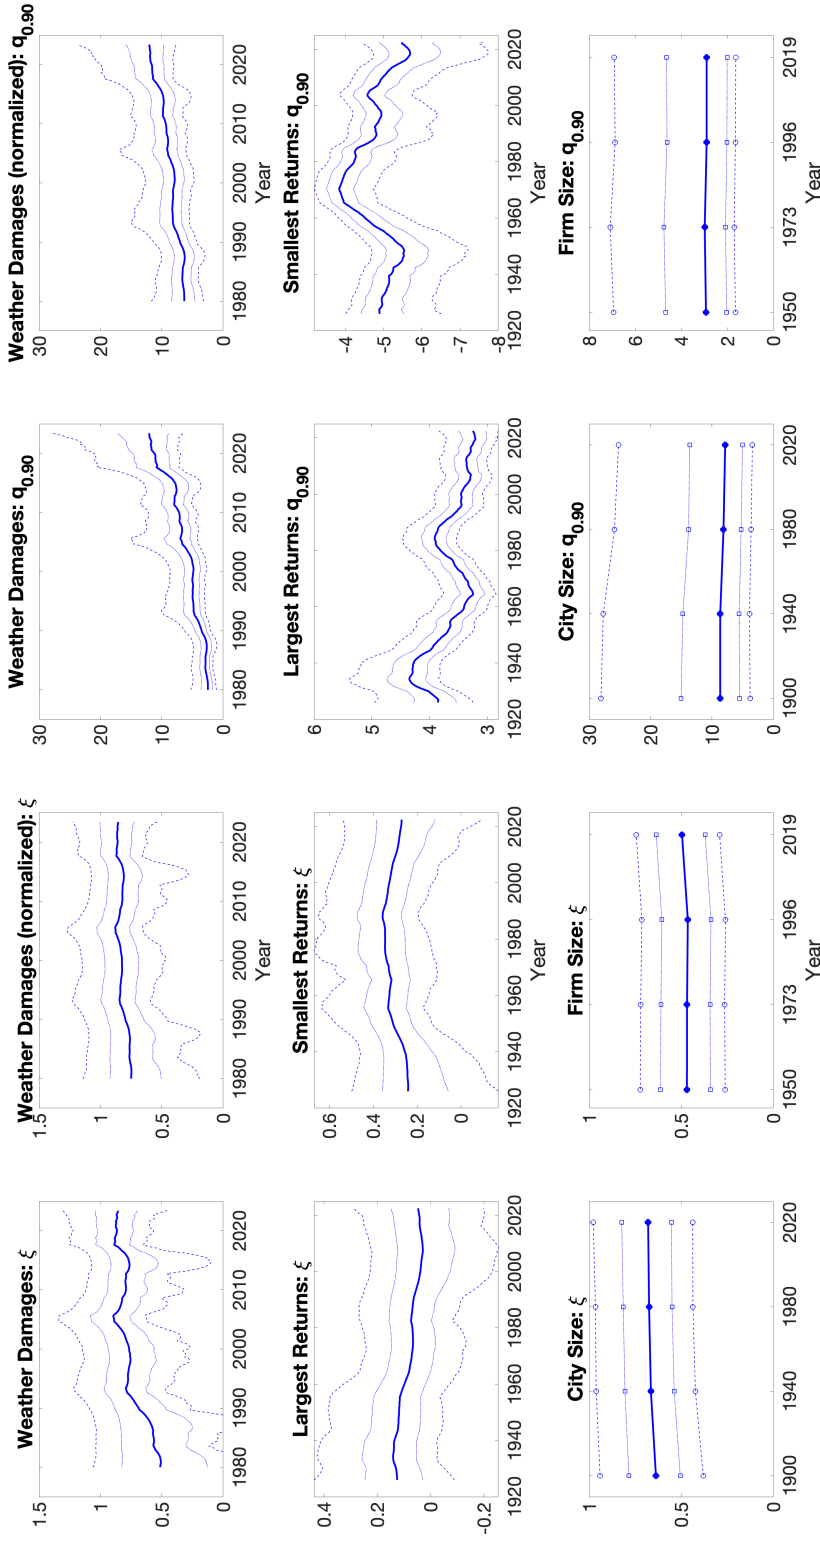 Weather Damages: ξ
1.5
1
0.5
0
1980 1990 2000 2010 2020
Weather Damages (normalized): ξ
1.5
1
0.5
0
1980 1990 2000 2010 2020
Year
Weather Damages: q0.90
30
20
10
0
1980 1990 2000 2010 2020
Weather Damages (normalized): q0.90
30
20
10
0
1980 1990 2000 2010 2020
Year
Largest Returns: ξ
0.4
0.2
0
-0.2
1920 1940 1960 1980 2000 2020
Smallest Returns: ξ
0.6
0.4
0.2
0
1920 1940 1960 1980 2000 2020
Year
Largest Returns: q0.90
6
5
4
3
1920 1940 1960 1980 2000 2020
Smallest Returns: q0.90
-4
-5
-6
-7
-8
1920 1940 1960 1980 2000 2020
Year
City Size: ξ
1
0.5
0
1900 1940 1980 2020
Firm Size: ξ
1
0.5
0
1950 1973 1996 2019
Year
City Size: q0.90
30
20
10
0
1900 1940 1980 2020
Firm Size: q0.90
8
6
4
2
0
1950 1973 1996 2019
Year